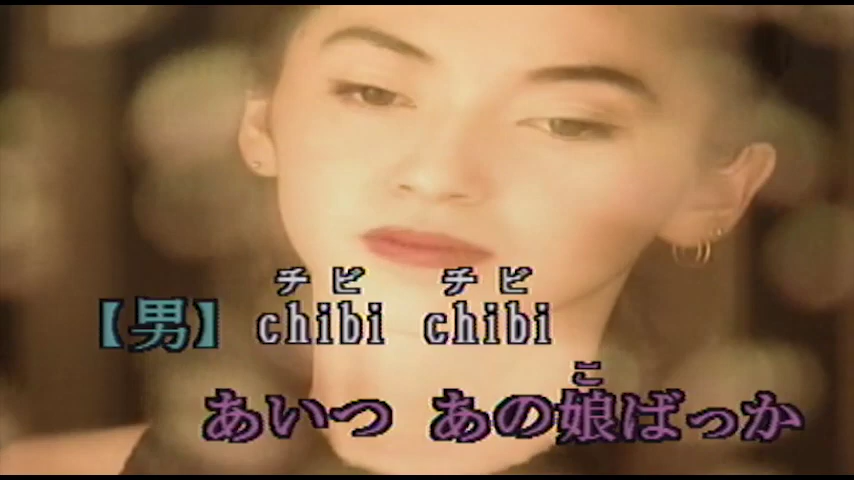 チビ チビ
【男】 chibi chibi
こ
あいつ あの娘ばっか